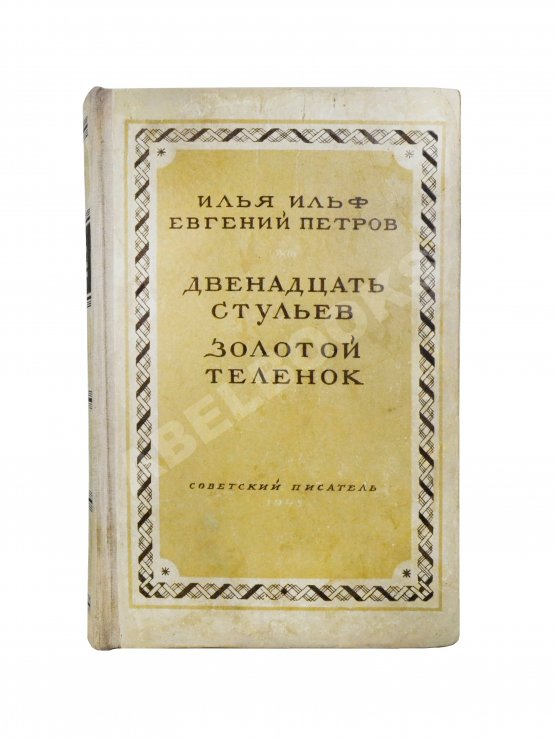 ИЛЬЯ ИЛЬФ
ЕВГЕНИЙ ПЕТРОВ
ДВЕНАДЦАТЬ
СТУЛЬЕВ
ЗОЛОТОЙ
ТЕЛЕНОК
СОВЕТСКИЙ ПИСАТЕЛЬ